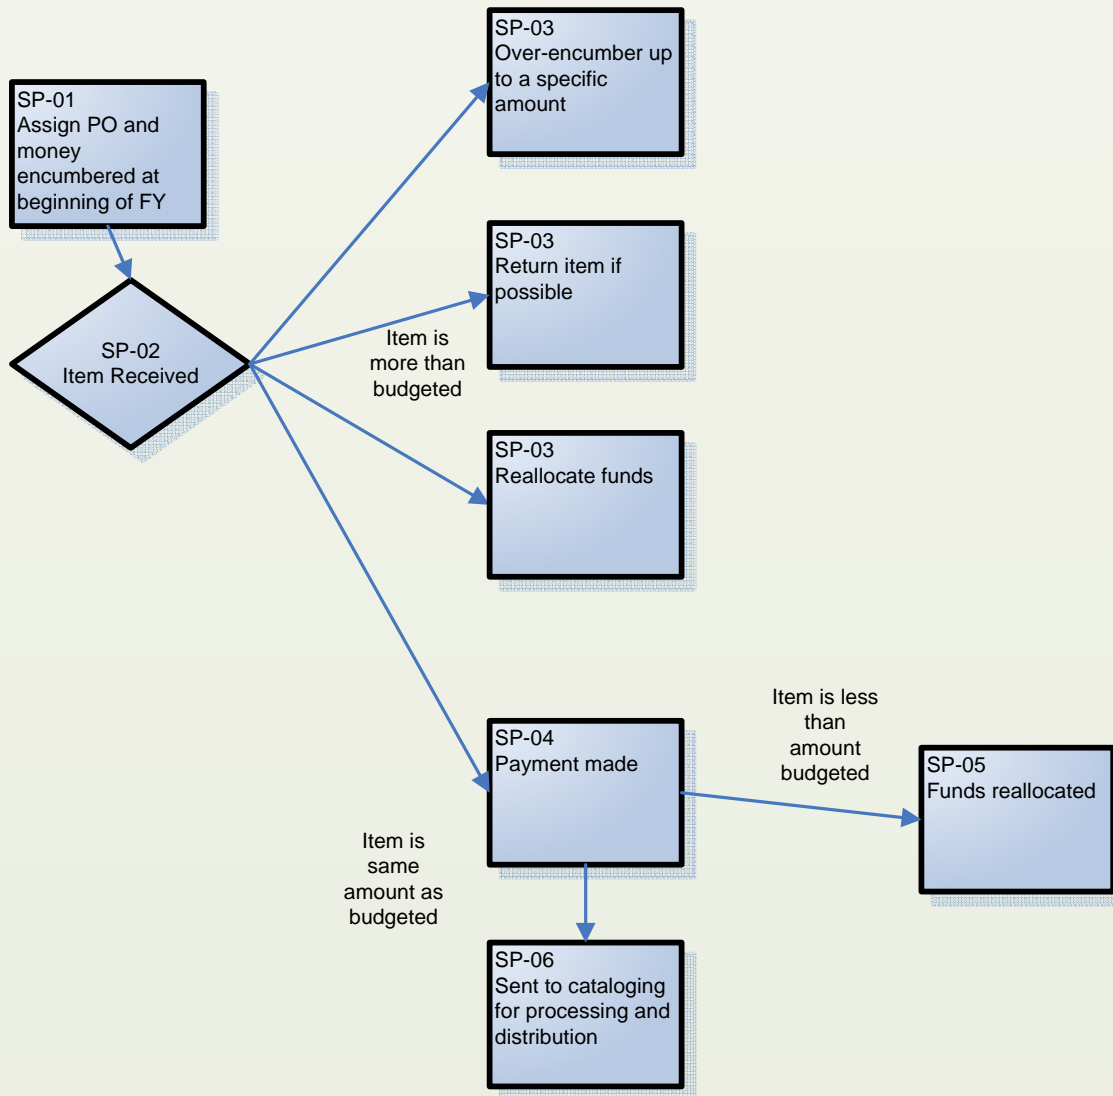 SP-03
Over-encumber up
to a specific
amount
SP-01
Assign PO and
money
encumbered at
beginning of FY
SP-03
Return item if
possible
SP-02
Item Received
Item is
more than
budgeted
SP-03
Reallocate funds
SP-04
Payment made
Item is less
than
amount
budgeted
SP-05
Funds reallocated
Item is
same
amount as
budgeted
SP-06
Sent to cataloging
for processing and
distribution